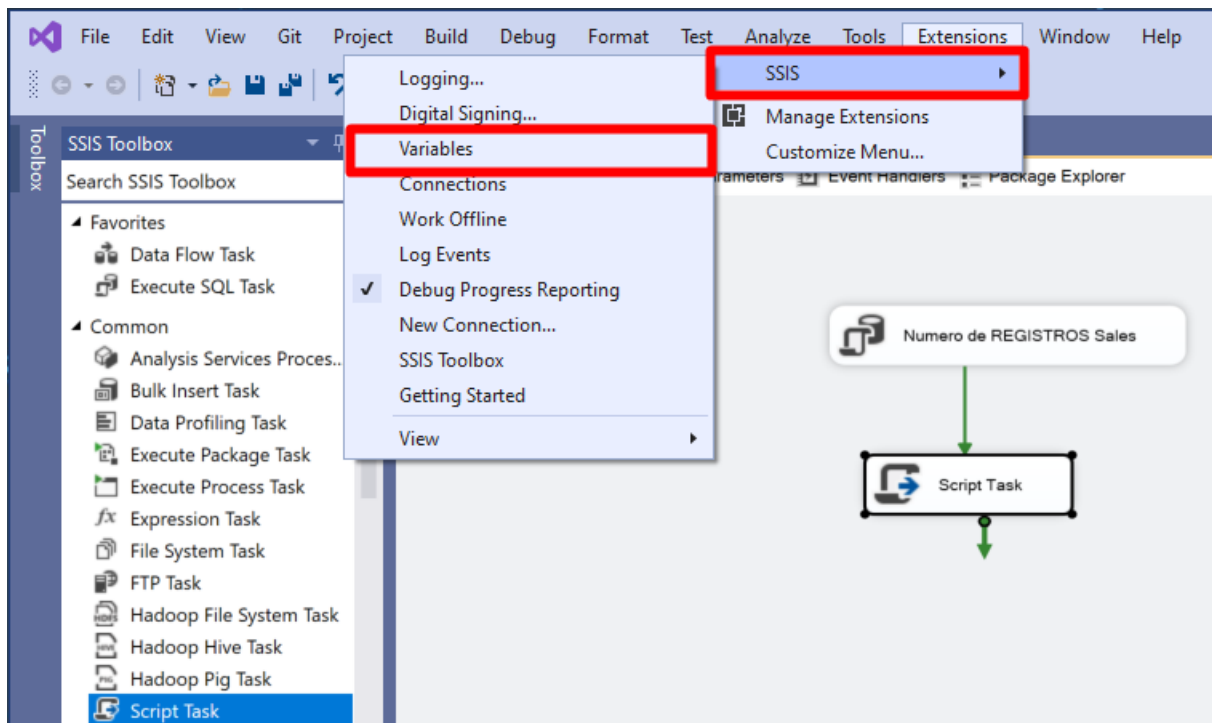 File Edit View Git Project Build Debug Format Test Analyze Tools Extensions Window Help
SSIS
Manage Extensions
Customize Menu...
Logging...
Digital Signing...
Variables
Connections
Work Offline
Log Events
Debug Progress Reporting
New Connection...
SSIS Toolbox
Getting Started
View
Toolbox
SSIS Toolbox
Search SSIS Toolbox
Favorites
Data Flow Task
Execute SQL Task
Common
Analysis Services Proces...
Bulk Insert Task
Data Profiling Task
Execute Package Task
Execute Process Task
fx Expression Task
File System Task
FTP Task
Hadoop File System Task
Hadoop Hive Task
Hadoop Pig Task
Script Task
rameters Event Handlers Package Explorer
Numero de REGISTROS Sales
Script Task